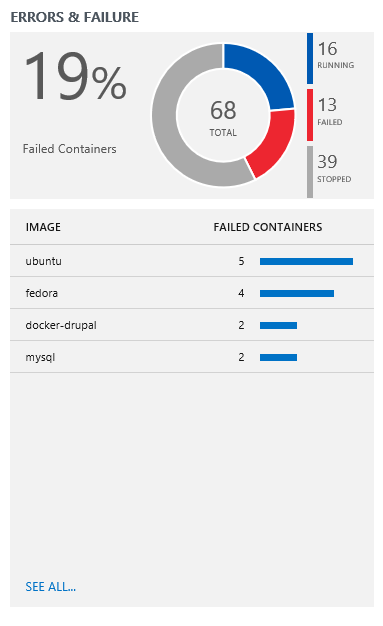 ERRORS & FAILURE
19%
Failed Containers
68
TOTAL
16
RUNNING
13
FAILED
39
STOPPED
IMAGE FAILED CONTAINERS
ubuntu 5
fedora 4
docker-drupal 2
mysql 2
SEE ALL...